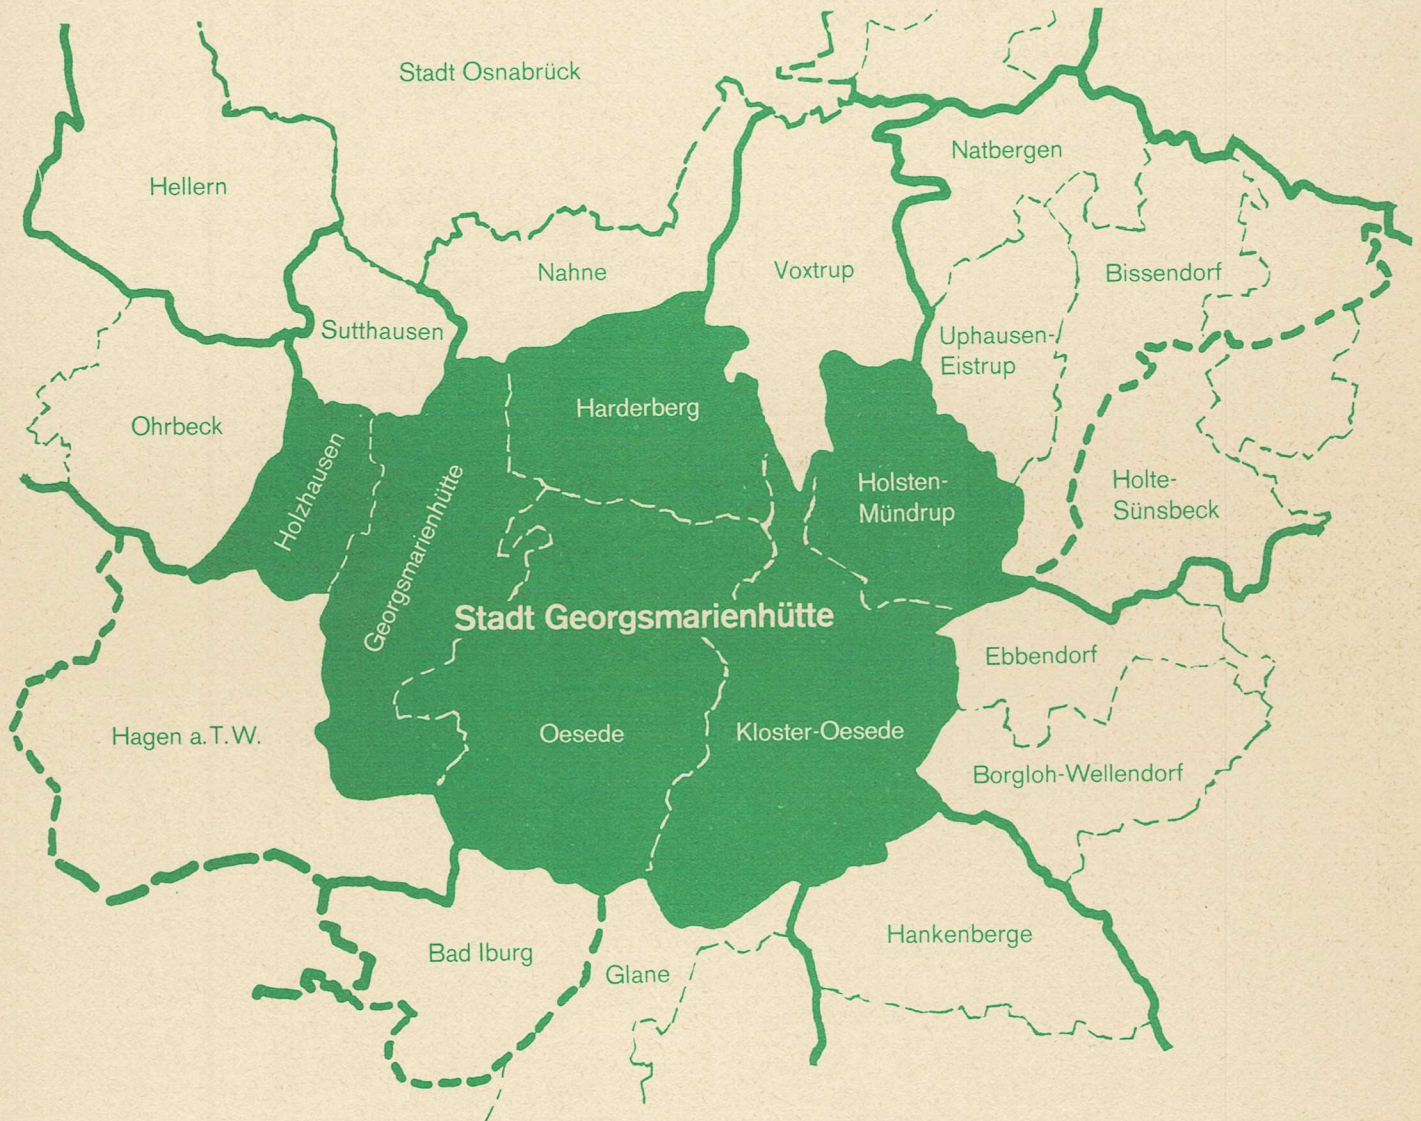 Stadt Osnabrück
Natbergen
Hellern
Nahne
Voxtrup
Bissendorf
Sutthausen
Uphausen-
Eistrup
Harderberg
Ohrbeck
Holzhausen
Georgsmarienhütte
Holsten-
Mündrup
Holte-
Sünsbeck
Stadt Georgsmarienhütte
Ebbendorf
Hagen a.T.W.
Oesede
Kloster-Oesede
Borgloh-Wellendorf
Hankenberge
Bad Iburg
Glane